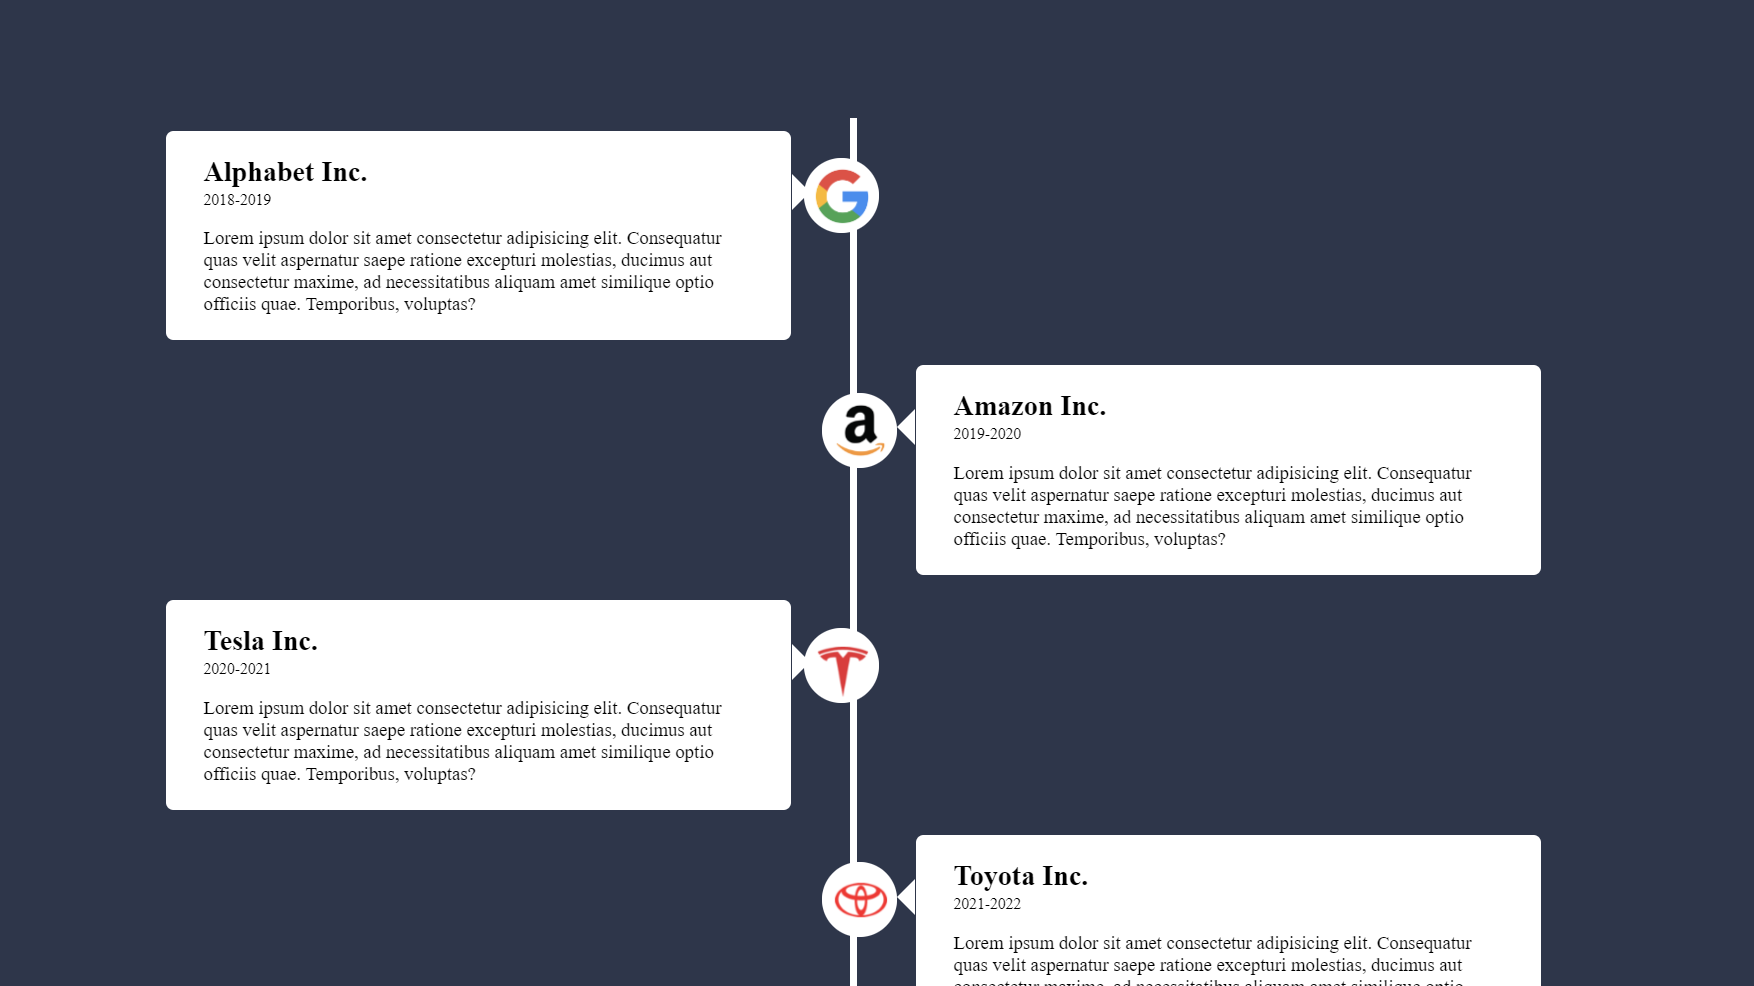 Alphabet Inc.
2018-2019
Lorem ipsum dolor sit amet consectetur adipisicing elit. Consequatur
quas velit aspernatur saepe ratione excepturi molestias, ducimus aut
consectetur maxime, ad necessitatibus aliquam amet similique optio
officiis quae. Temporibus, voluptas?
a
Amazon Inc.
2019-2020
Lorem ipsum dolor sit amet consectetur adipisicing elit. Consequatur
quas velit aspernatur saepe ratione excepturi molestias, ducimus aut
consectetur maxime, ad necessitatibus aliquam amet similique optio
officiis quae. Temporibus, voluptas?
Tesla Inc.
2020-2021
Lorem ipsum dolor sit amet consectetur adipisicing elit. Consequatur
quas velit aspernatur saepe ratione excepturi molestias, ducimus aut
consectetur maxime, ad necessitatibus aliquam amet similique optio
officiis quae. Temporibus, voluptas?
Toyota Inc.
2021-2022
Lorem ipsum dolor sit amet consectetur adipisicing elit. Consequatur
quas velit aspernatur saepe ratione excepturi molestias, ducimus aut